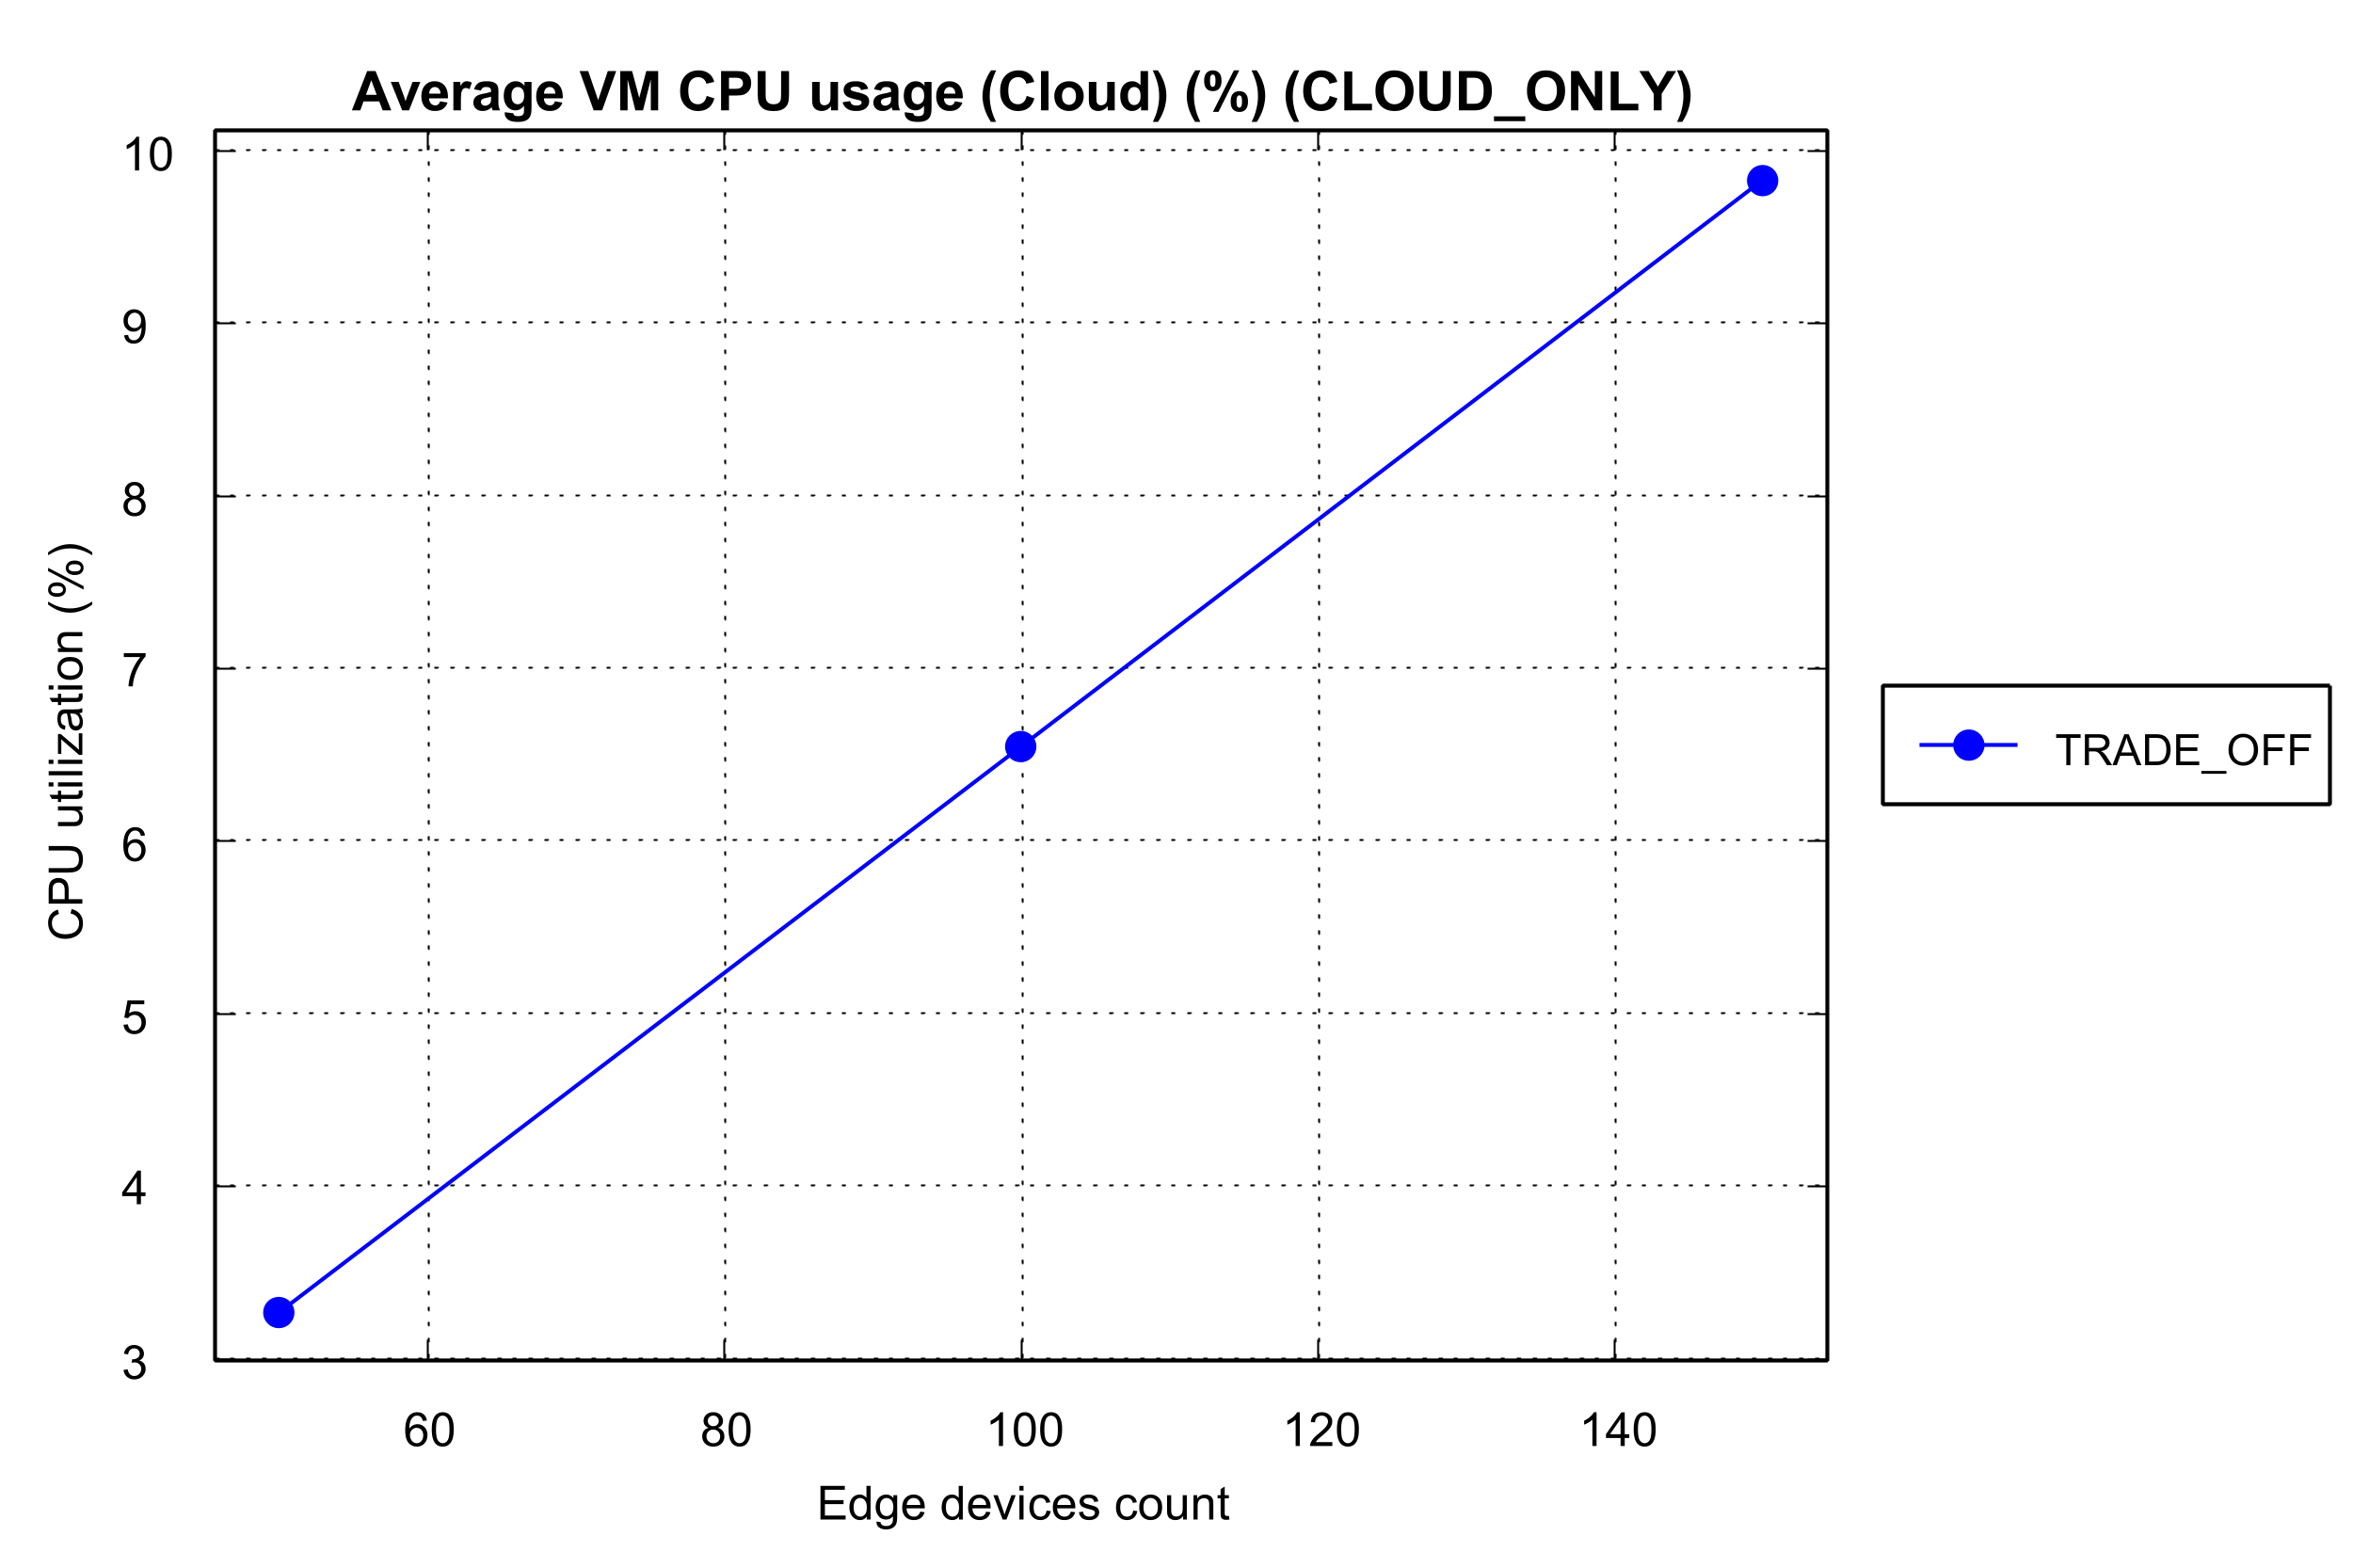 Average VM CPU usage (Cloud) (%) (CLOUD_ONLY)
10
9
8
7
6
5
4
3
CPU utilization (%)
60 80 100 120 140
Edge devices count
TRADE_OFF